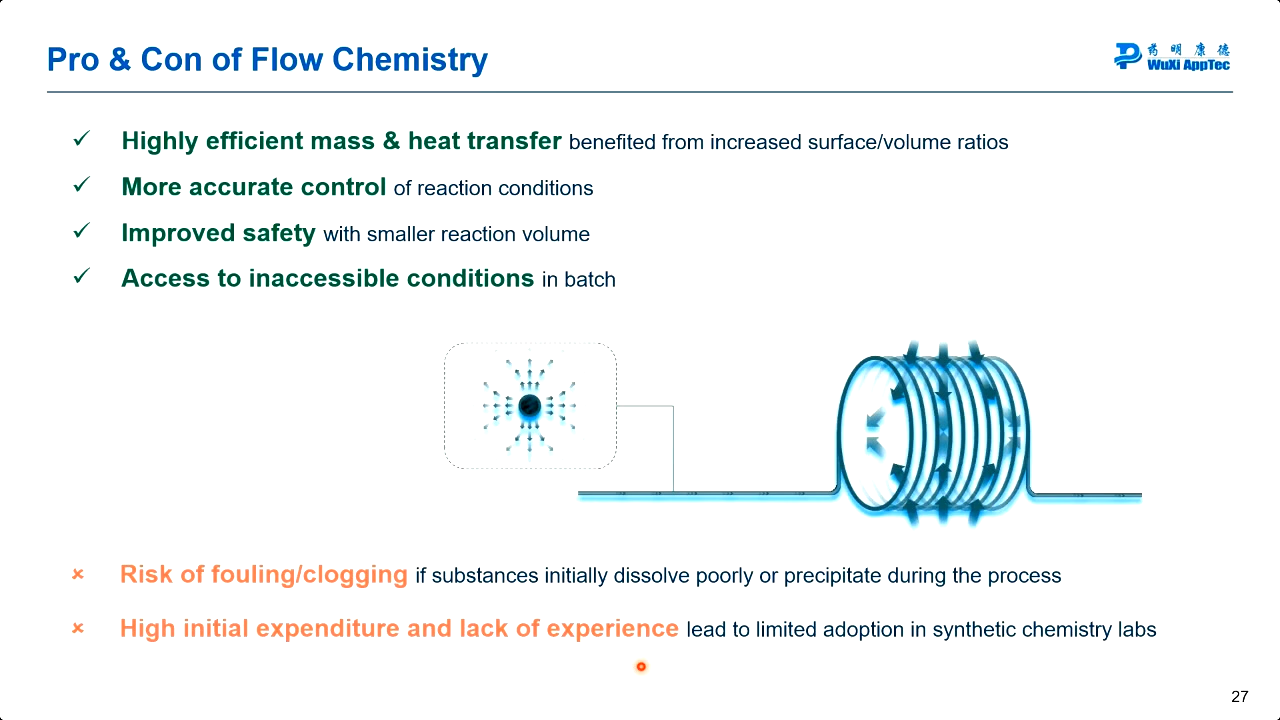 Pro & Con of Flow Chemistry
药明康德
WuXi AppTec
Highly efficient mass & heat transfer benefited from increased surface/volume ratios
More accurate control of reaction conditions
Improved safety with smaller reaction volume
Access to inaccessible conditions in batch
Risk of fouling/clogging if substances initially dissolve poorly or precipitate during the process
High initial expenditure and lack of experience lead to limited adoption in synthetic chemistry labs
27